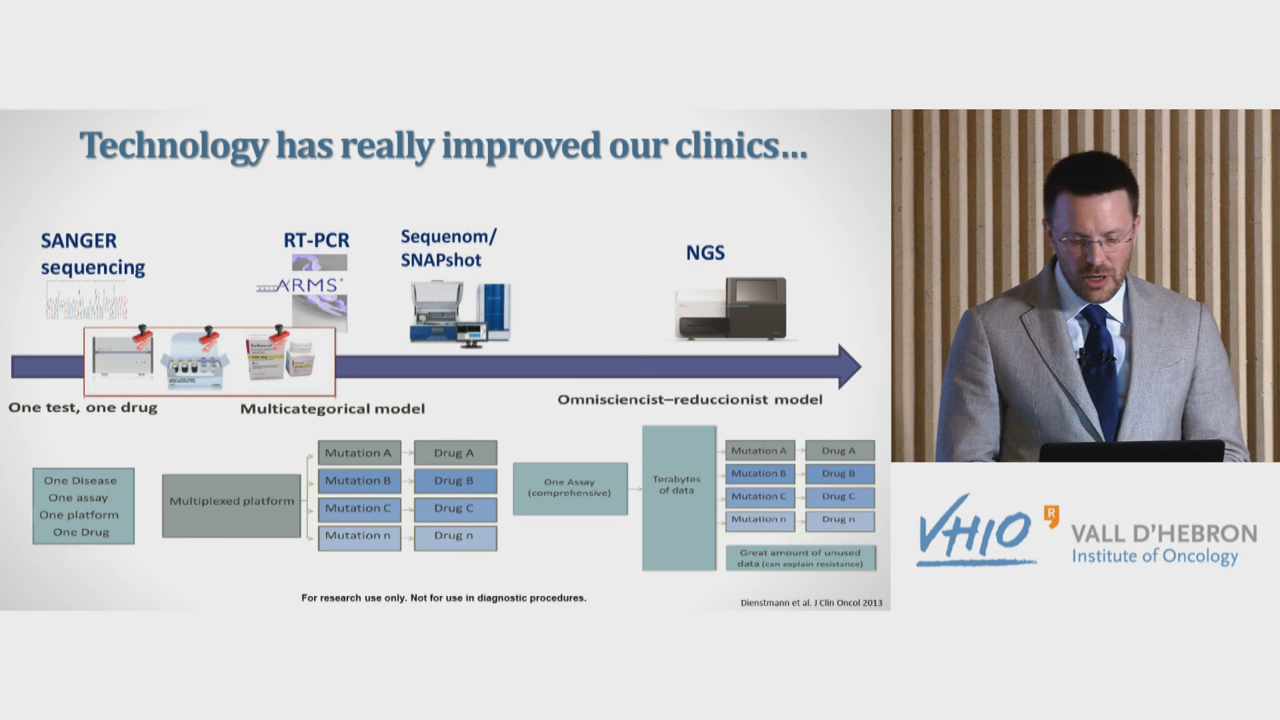 Technology has really improved our clinics...
SANGER
sequencing
RT-PCR
ARMS
Sequenom/
SNAPshot
NGS
One test, one drug
Multicategorical model
Omnisciencist–reduccionist model
One Disease
One assay
One platform
One Drug
Multiplexed platform
Mutation A
Drug A
Mutation B
Drug B
Mutation C
Drug C
Mutation n
Drug n
One Assay
(comprehensive)
Terabytes
of data
Mutation A
Drug A
Mutation B
Drug B
Mutation C
Drug C
Mutation n
Drug n
Great amount of unused
data (can explain resistance)
For research use only. Not for use in diagnostic procedures.
Dienstmann et al. J Clin Oncol 2013
VHIO
R
VALL D'HEBRON
Institute of Oncology